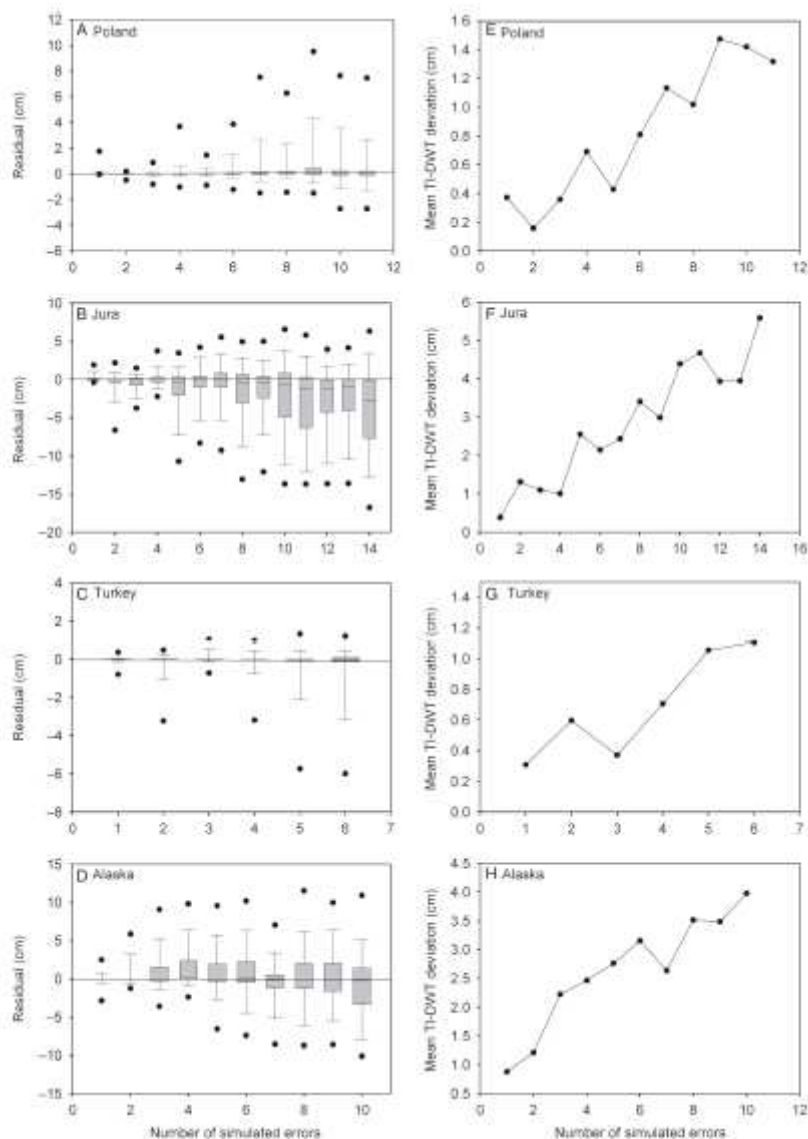 A Poland
Residual (cm)
12
10
8
6
4
2
0
−2
−4
−6
0 2 4 6 8 10 12
E Poland
Mean TI-DWT deviation (cm)
1.6
1.4
1.2
1.0
0.8
0.6
0.4
0.2
0.0
0 2 4 6 8 10 12
B Jura
Residual (cm)
10
5
0
−5
−10
−15
−20
0 2 4 6 8 10 12 14
F Jura
Mean TI-DWT deviation (cm)
6
5
4
3
2
1
0
0 2 4 6 8 10 12 14 16
C Turkey
Residual (cm)
4
2
0
−2
−4
−6
−8
0 1 2 3 4 5 6 7
G Turkey
Mean TI-DWT deviation (cm)
1.4
1.2
1.0
0.8
0.6
0.4
0.2
0.0
0 1 2 3 4 5 6 7
D Alaska
Residual (cm)
15
10
5
0
−5
−10
−15
0 2 4 6 8 10
Number of simulated errors
H Alaska
Mean TI-DWT deviation (cm)
4.5
4.0
3.5
3.0
2.5
2.0
1.5
1.0
0.5
0 2 4 6 8 10 12
Number of simulated errors